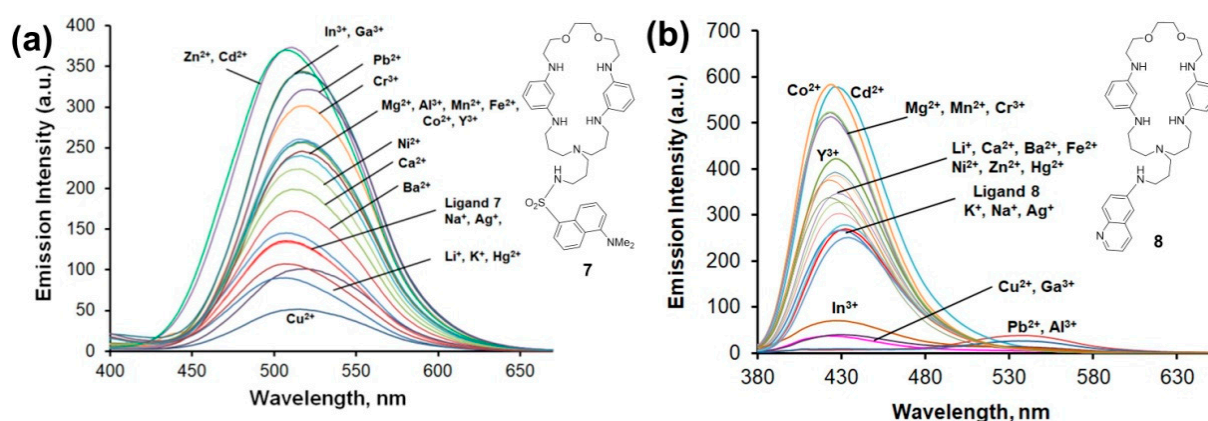 (a)
400
350
300
250
200
150
100
50
0
Emission Intensity (a.u.)
400
450
500
550
600
650
Wavelength, nm
Zn²⁺, Cd²⁺
In³⁺, Ga³⁺
Pb²⁺
Cr³⁺
Mg²⁺, Al³⁺, Mn²⁺, Fe²⁺,
Co²⁺, Y³⁺
Ni²⁺
Ca²⁺
Ba²⁺
Ligand 7
Na⁺, Ag⁺,
Li⁺, K⁺, Hg²⁺
Cu²⁺
O
O
NH
HN
NH
HN
N
HN
O₂S
NMe₂
7
(b)
700
600
500
400
300
200
100
0
Emission Intensity (a.u.)
380
430
480
530
580
630
Wavelength, nm
Co²⁺
Cd²⁺
Mg²⁺, Mn²⁺, Cr³⁺
Y³⁺
Li⁺, Ca²⁺, Ba²⁺, Fe²⁺
Ni²⁺, Zn²⁺, Hg²⁺
Ligand 8
K⁺, Na⁺, Ag⁺
In³⁺
Cu²⁺, Ga³⁺
Pb²⁺, Al³⁺
O
O
NH
HN
NH
HN
N
HN
N
8